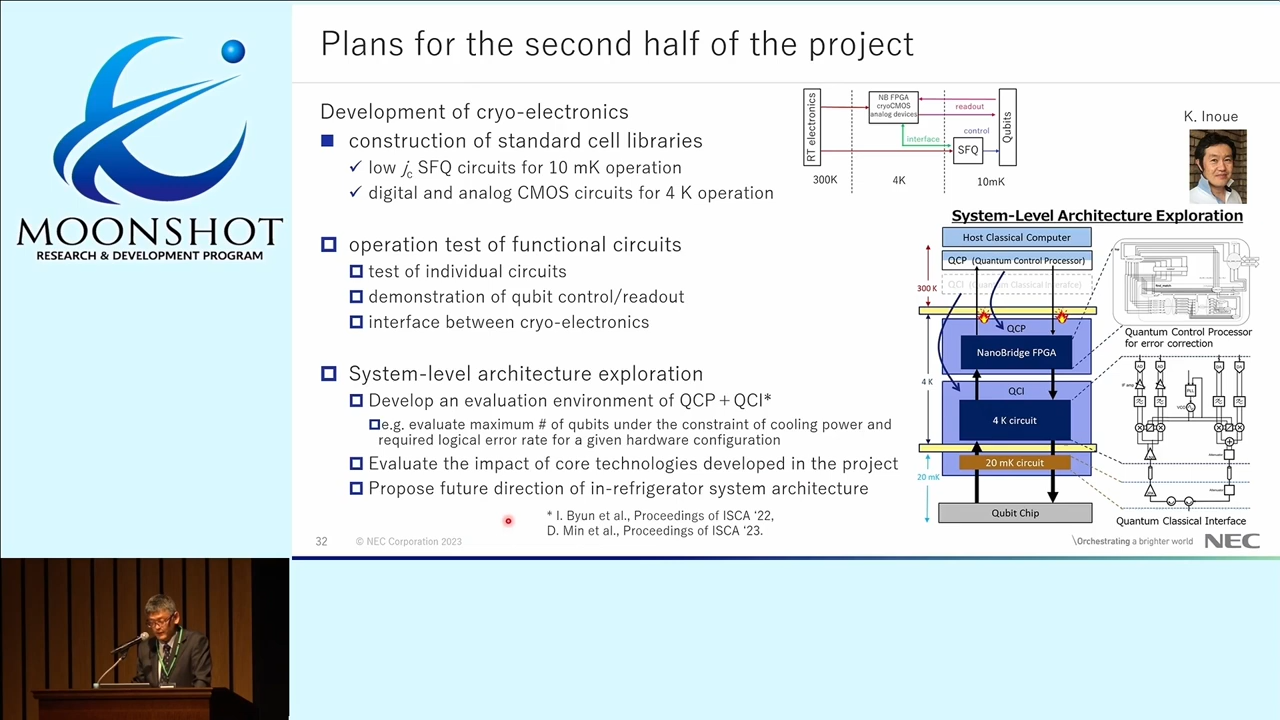 MOONSHOT
RESEARCH & DEVELOPMENT PROGRAM
Plans for the second half of the project
Development of cryo-electronics
construction of standard cell libraries
low jc SFQ circuits for 10 mK operation
digital and analog CMOS circuits for 4 K operation
operation test of functional circuits
test of individual circuits
demonstration of qubit control/readout
interface between cryo-electronics
System-level architecture exploration
Develop an evaluation environment of QCP + QCI*
e.g. evaluate maximum # of qubits under the constraint of cooling power and
required logical error rate for a given hardware configuration
Evaluate the impact of core technologies developed in the project
Propose future direction of in-refrigerator system architecture
* I. Byun et al., Proceedings of ISCA ‘22,
D. Min et al., Proceedings of ISCA ‘23.
RT electronics
NB FPGA
cryoCMOS
analog devices
readout
interface
control
SFQ
Qubits
300K
4K
10mK
K. Inoue
System-Level Architecture Exploration
Host Classical Computer
QCP (Quantum Control Processor)
QCI (Quantum Classical Interafce)
300 K
QCP
NanoBridge FPGA
4 K
QCI
4 K circuit
20 mK circuit
20 mK
Qubit Chip
Quantum Control Processor
for error correction
IF amp
VCO
Attenuator
Attenuator
Quantum Classical Interface
32
© NEC Corporation 2023
\Orchestrating a brighter world
NEC